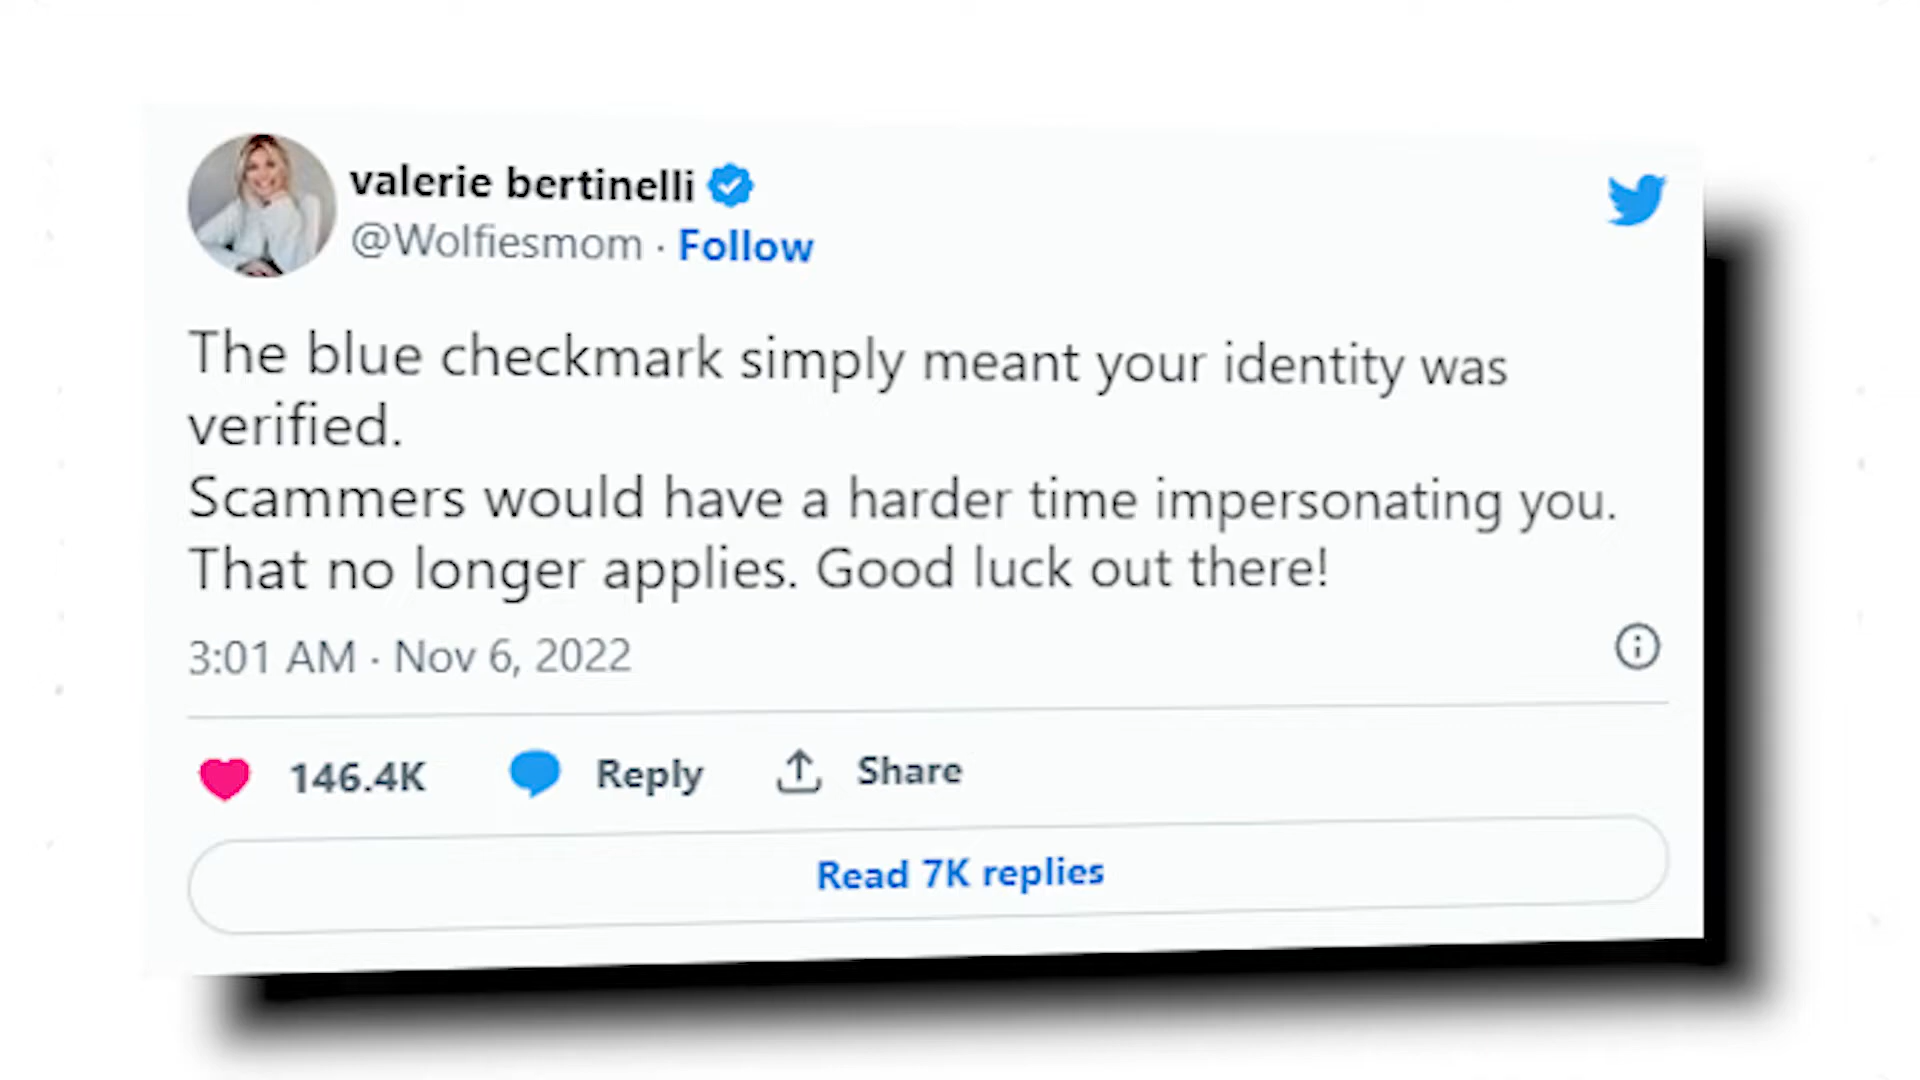 valerie bertinelli
@Wolfiesmom · Follow
The blue checkmark simply meant your identity was
verified.
Scammers would have a harder time impersonating you.
That no longer applies. Good luck out there!
3:01 AM · Nov 6, 2022
146.4K Reply Share
Read 7K replies